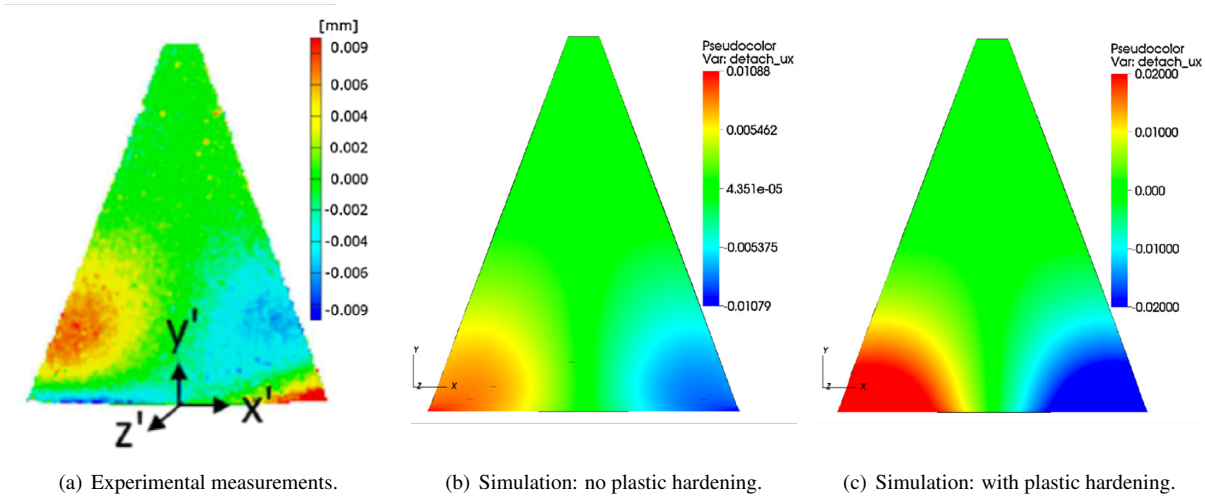 [mm]
0.009
0.006
0.004
0.002
0.000
-0.002
-0.004
-0.006
-0.009
y'
x'
z'
Pseudocolor
Var: detach_ux
0.01088
0.005462
4.351e-05
-0.005375
-0.01079
Y
Z X
Pseudocolor
Var: detach_ux
0.02000
0.01000
0.000
-0.01000
-0.02000
Y
Z X
(a) Experimental measurements.
(b) Simulation: no plastic hardening.
(c) Simulation: with plastic hardening.